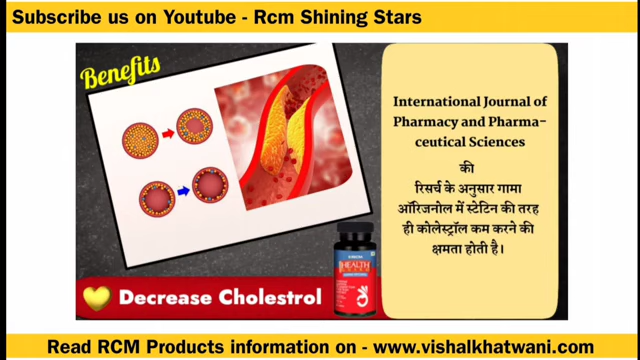 Subscribe us on Youtube - Rcm Shining Stars
Benefits
International Journal of
Pharmacy and Pharma-
ceutical Sciences
की
रिसर्च के अनुसार गामा
ऑरिजनोल में स्टेटिन की तरह
ही कोलेस्ट्रॉल कम करने की
क्षमता होती है।
HEALTH
Decrease Cholestrol
Read RCM Products information on - www.vishalkhatwani.com